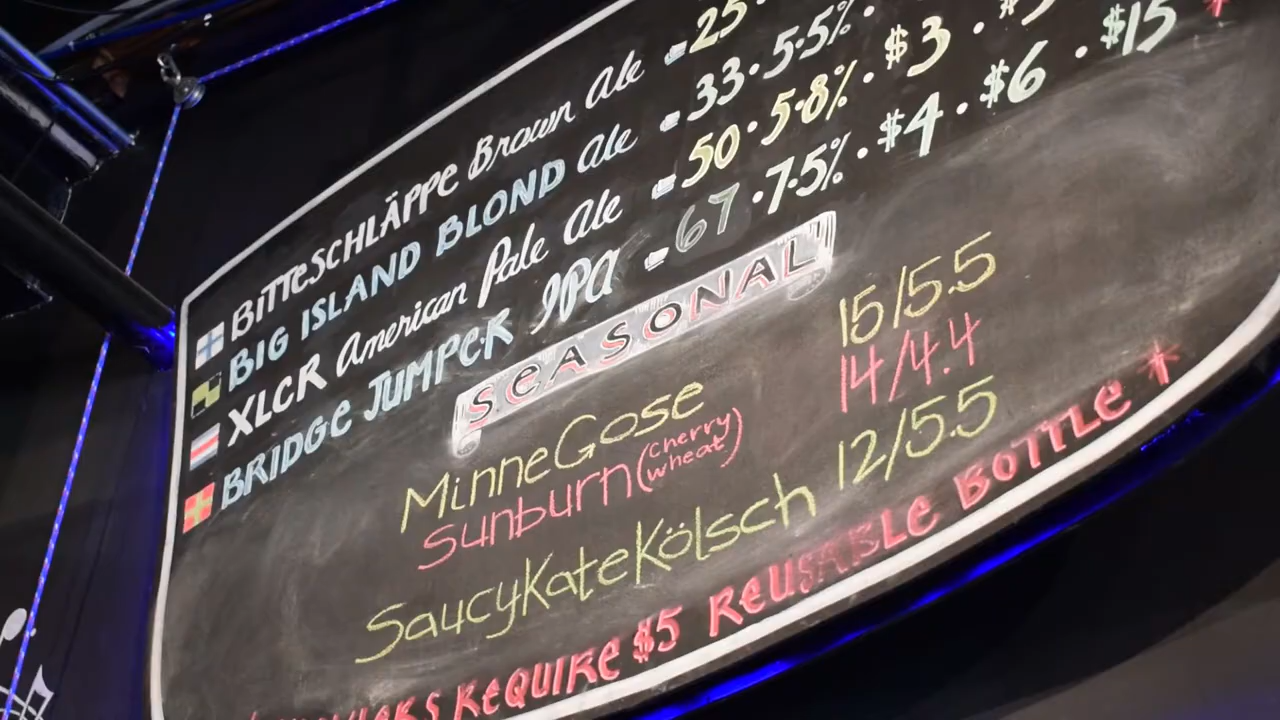 BITTESCHLÄPPE Brown Ale - 25 .
BIG ISLAND BLOND Ale - 33 . 5.5% .
XLCR American Pale Ale - 50 . 5.8% . $3 .
BRIDGE JUMPER IPA - 67 . 7.5% . $4 . $6 . $15 *
SEASONAL
MinneGose 15/5.5
Sunburn (cherry wheat) 14/4.4
SaucyKateKölsch 12/5.5
REQUIRE $5 REUSABLE BOTTLE *